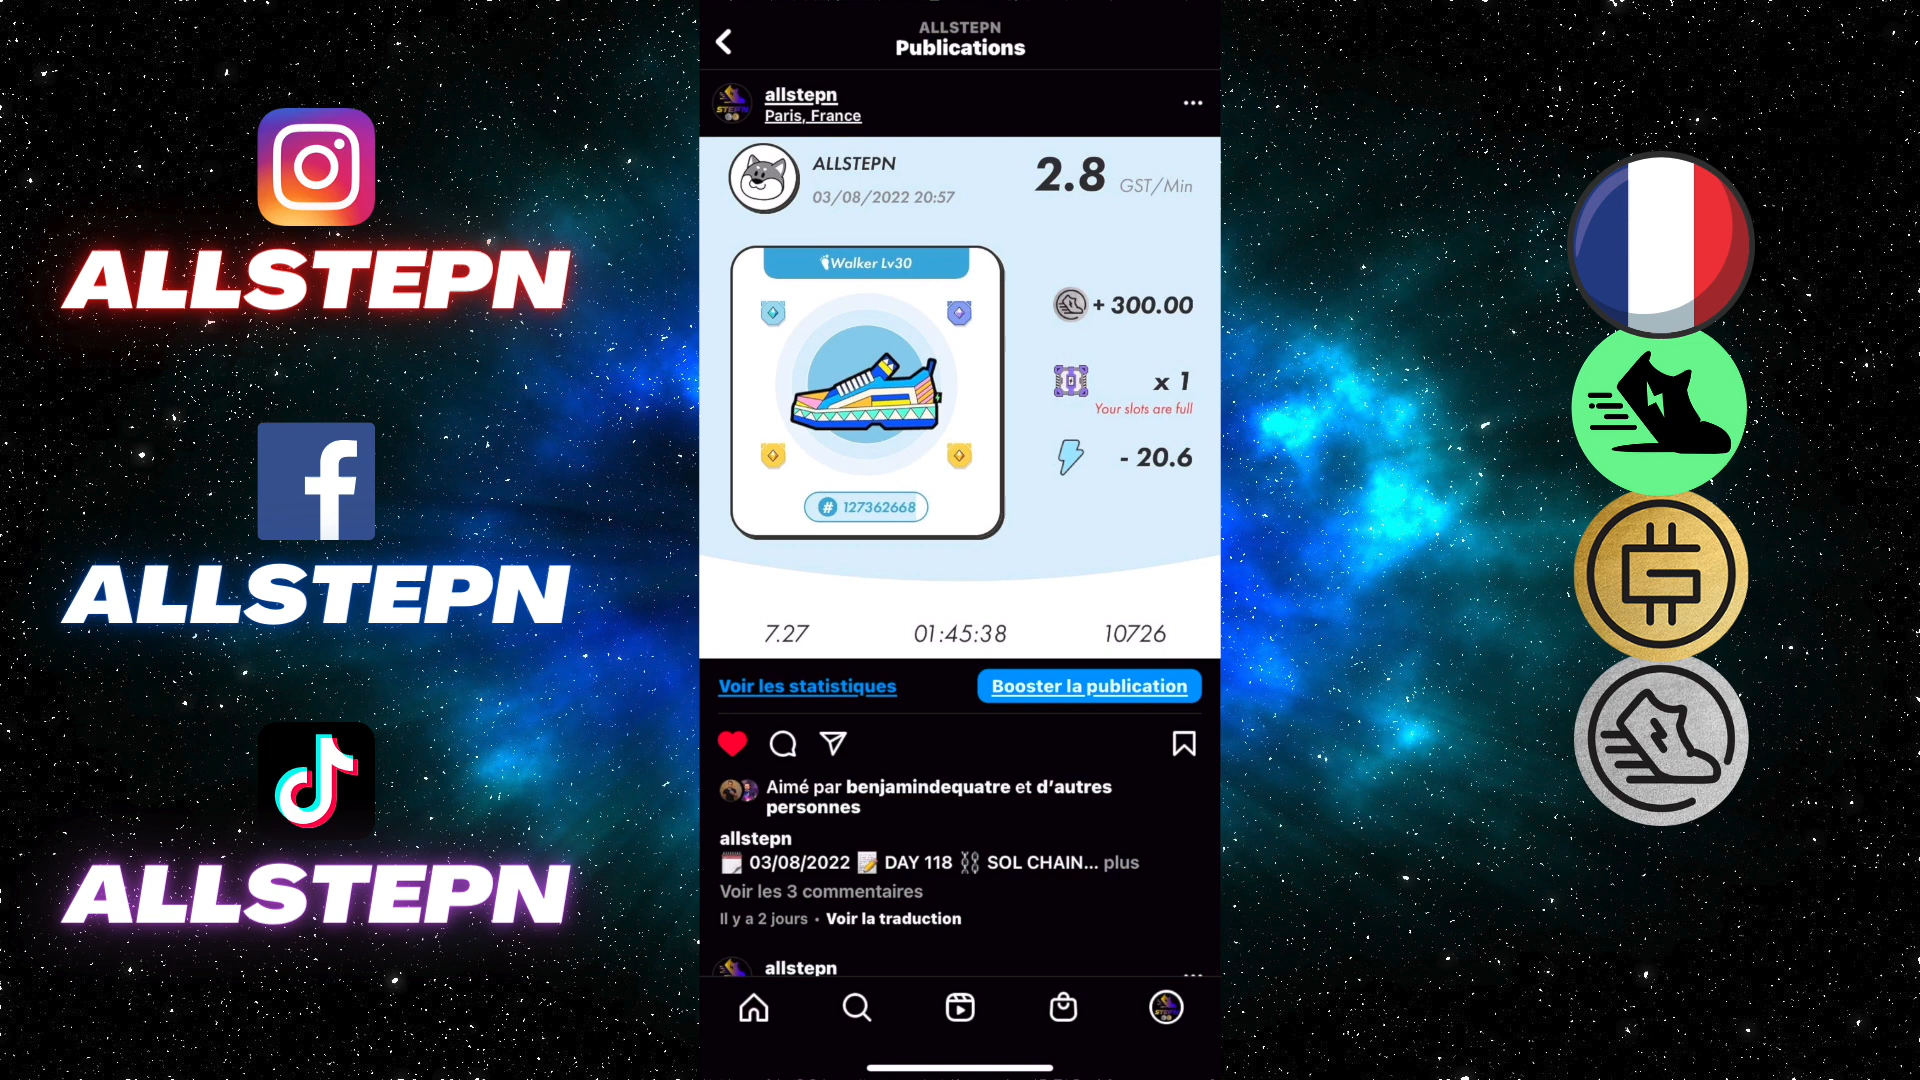 ALLSTEPN
ALLSTEPN
ALLSTEPN
ALLSTEPN
Publications
allstepn
Paris, France
ALLSTEPN
03/08/2022 20:57
2.8 GST/Min
Walker Lv30
+ 300.00
x 1
Your slots are full
- 20.6
# 127362668
7.27 01:45:38 10726
Voir les statistiques
Booster la publication
Aimé par benjamindequatre et d’autres
personnes
allstepn
03/08/2022 DAY 118 SOL CHAIN... plus
Voir les 3 commentaires
Il y a 2 jours • Voir la traduction
allstepn